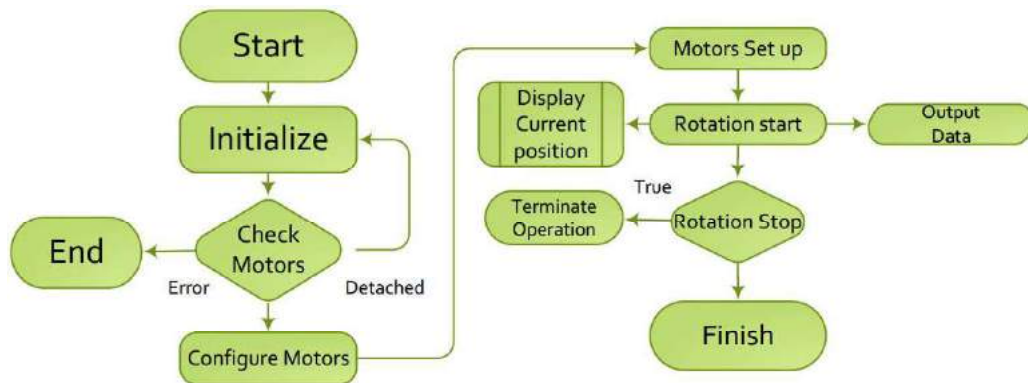 Start
Initialize
Check
Motors
End
Error
Detached
Configure Motors
Motors Set up
Display
Current
position
Rotation start
Output
Data
True
Terminate
Operation
Rotation Stop
Finish